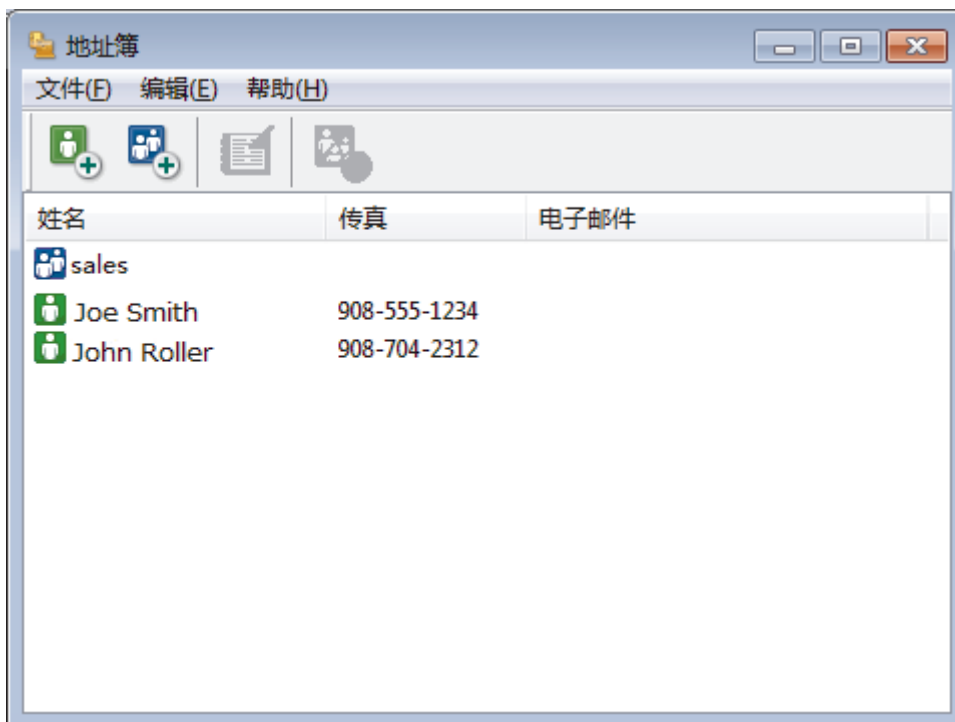 地址簿
文件(F) 编辑(E) 帮助(H)
姓名 传真 电子邮件
sales
Joe Smith 908-555-1234
John Roller 908-704-2312